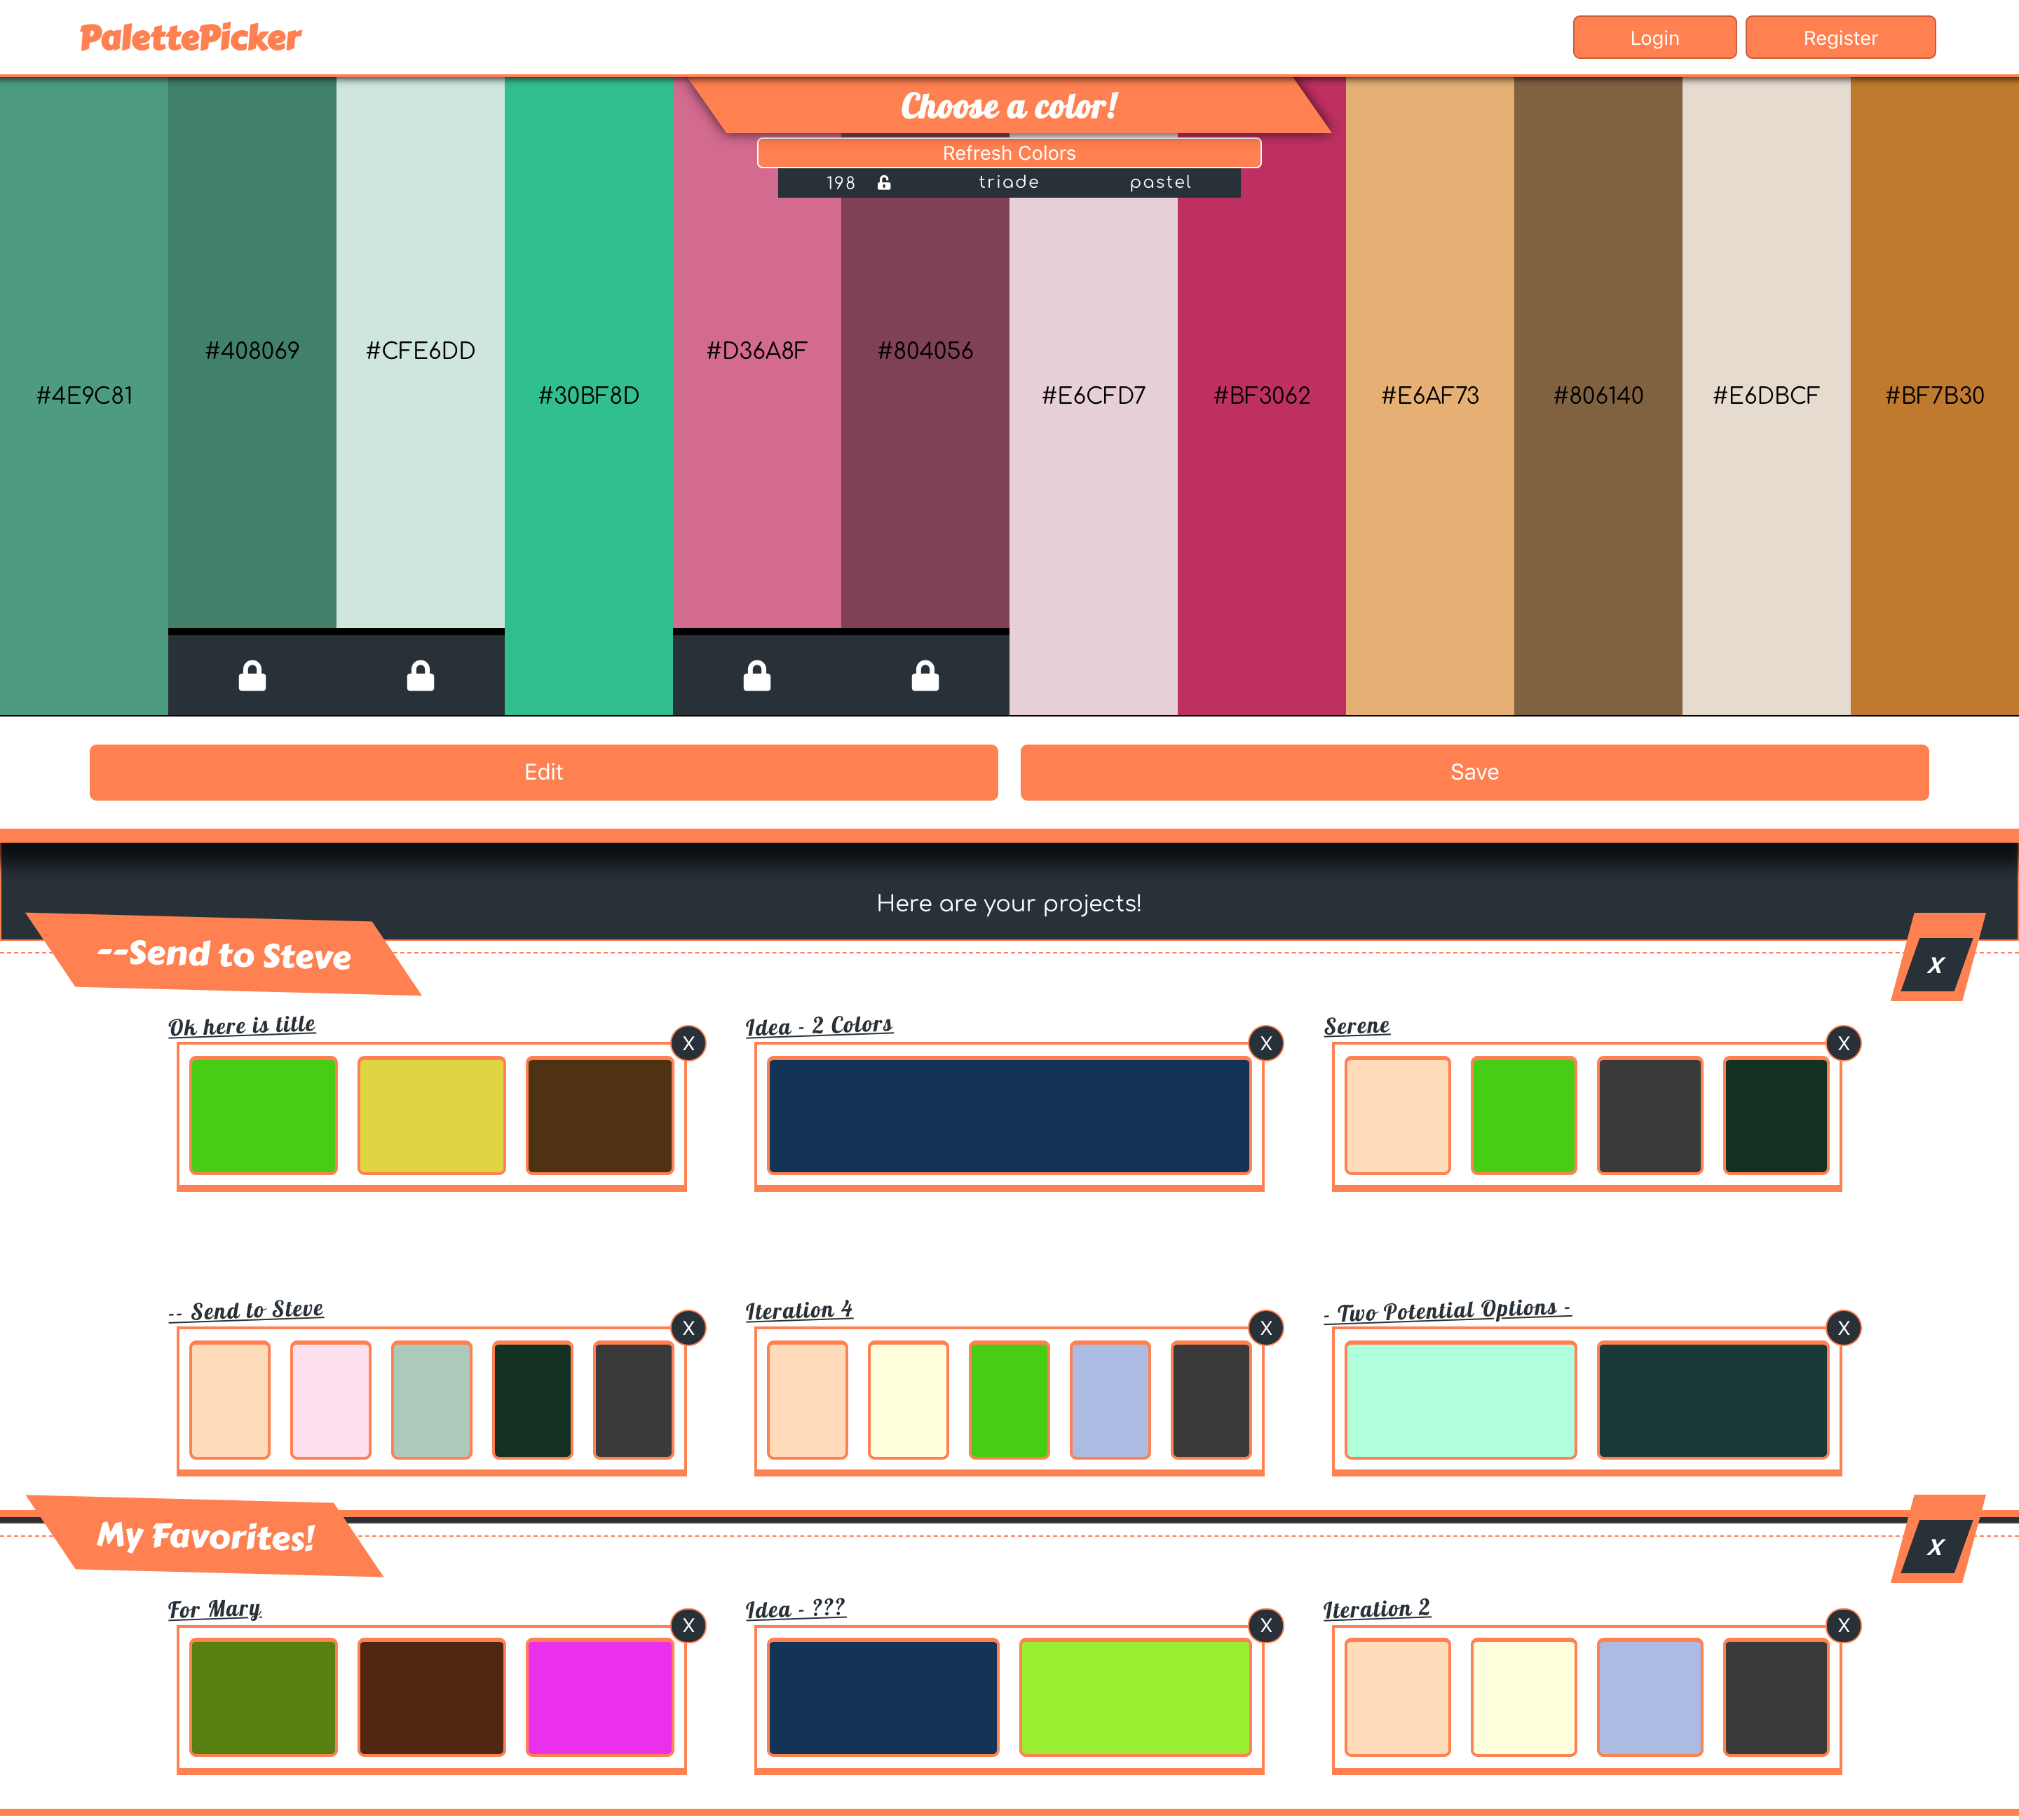 PalettePicker
Login Register
Choose a color!
Refresh Colors
198 triade pastel
#4E9C81 #408069 #CFE6DD #30BF8D #D36A8F #804056 #E6CFD7 #BF3062 #E6AF73 #806140 #E6DBCF #BF7B30
Edit Save
Here are your projects!
--Send to Steve X
Ok here is title X Idea - 2 Colors X Serene X
-- Send to Steve X Iteration 4 X - Two Potential Options - X
My Favorites! X
For Mary X Idea - ??? X Iteration 2 X